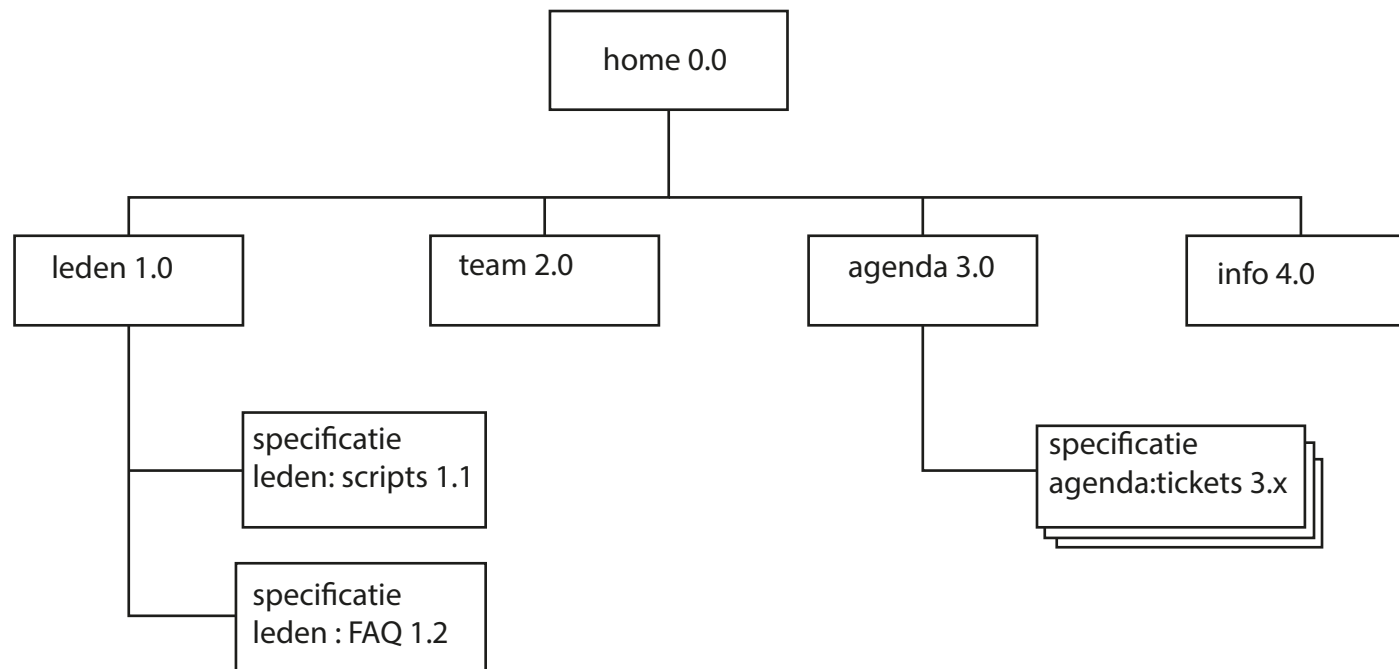 home 0.0
leden 1.0
team 2.0
agenda 3.0
info 4.0
specificatie
leden: scripts 1.1
specificatie
agenda:tickets 3.x
specificatie
leden : FAQ 1.2